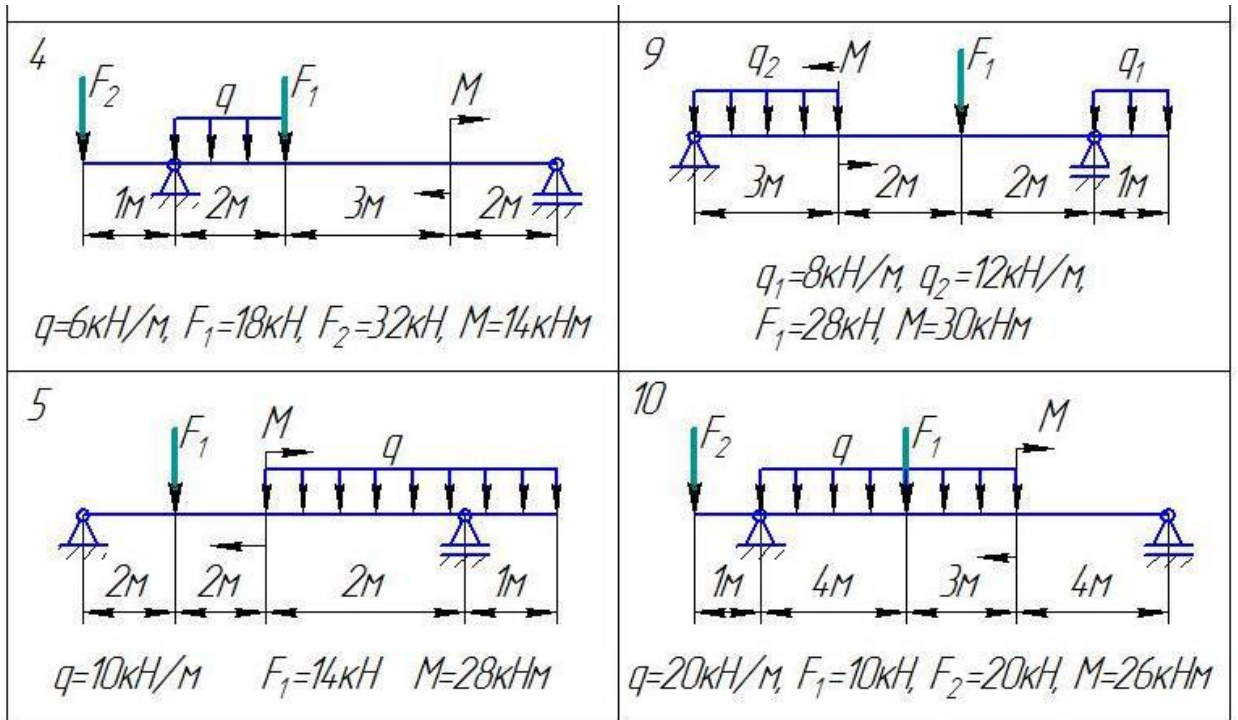 4
F₂
q
F₁
M
1м 2м 3м 2м
q=6кН/м, F₁=18кН, F₂=32кН, М=14кНм
9
q₂
M
F₁
q₁
3м 2м 2м 1м
q₁=8кН/м, q₂=12кН/м,
F₁=28кН, М=30кНм
5
F₁
M
q
2м 2м 2м 1м
q=10кН/м F₁=14кН М=28кНм
10
F₂
q
F₁
M
1м 4м 3м 4м
q=20кН/м, F₁=10кН, F₂=20кН, М=26кНм